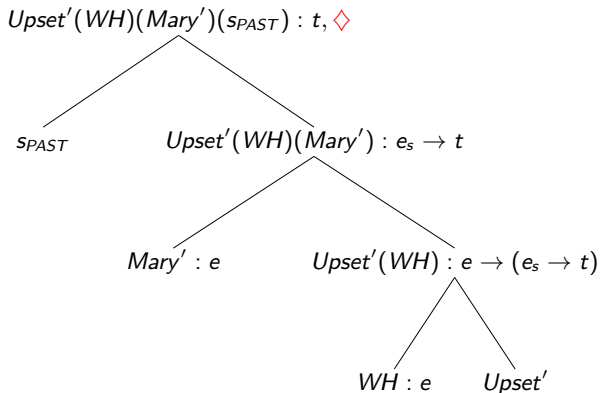 Upset′(WH)(Mary′)(s_PAST) : t, ♢
s_PAST Upset′(WH)(Mary′) : e_s → t
Mary′ : e Upset′(WH) : e → (e_s → t)
WH : e Upset′